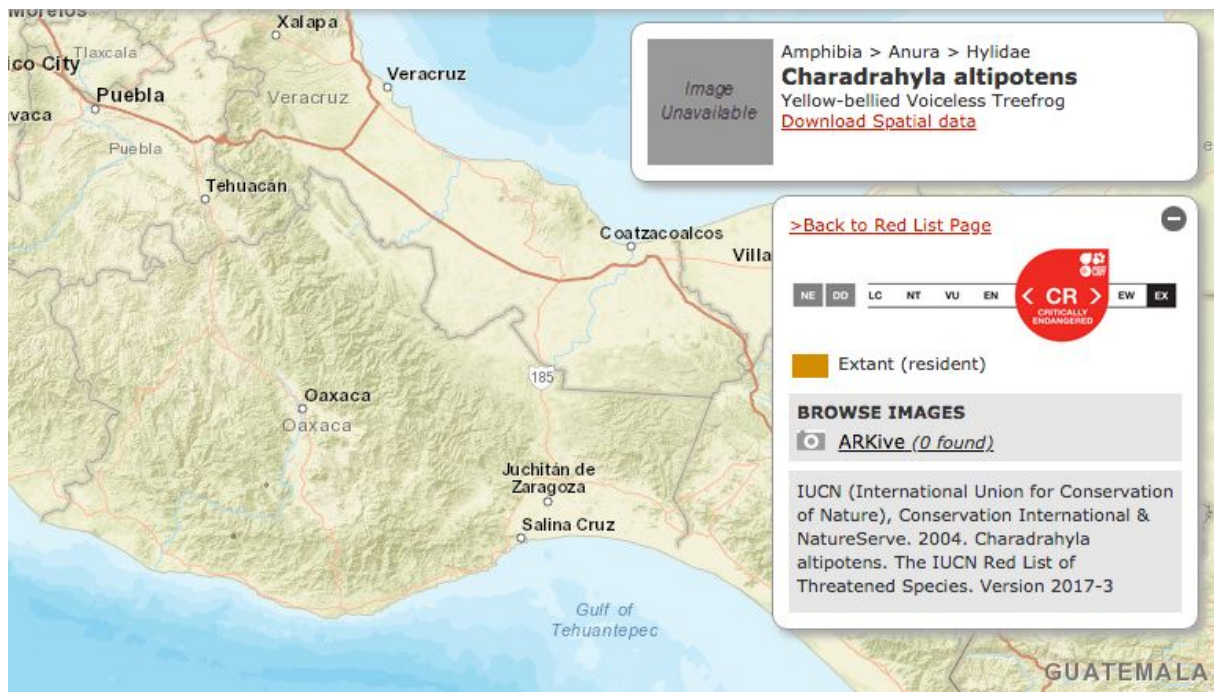 Morelos
Xalapa
Tlaxcala
ico City
Veracruz
Puebla
Veracruz
vaca
Puebla
Tehuacán
Coatzacoalcos
Villa
185
Oaxaca
Oaxaca
Juchitán de
Zaragoza
Salina Cruz
Gulf of
Tehuantepec
GUATEMALA
Image
Unavailable
Amphibia > Anura > Hylidae
Charadrahyla altipotens
Yellow-bellied Voiceless Treefrog
Download Spatial data
>Back to Red List Page
NE DD LC NT VU EN < CR > EW EX
CRITICALLY
ENDANGERED
Extant (resident)
BROWSE IMAGES
ARKive (0 found)
IUCN (International Union for Conservation
of Nature), Conservation International &
NatureServe. 2004. Charadrahyla
altipotens. The IUCN Red List of
Threatened Species. Version 2017-3